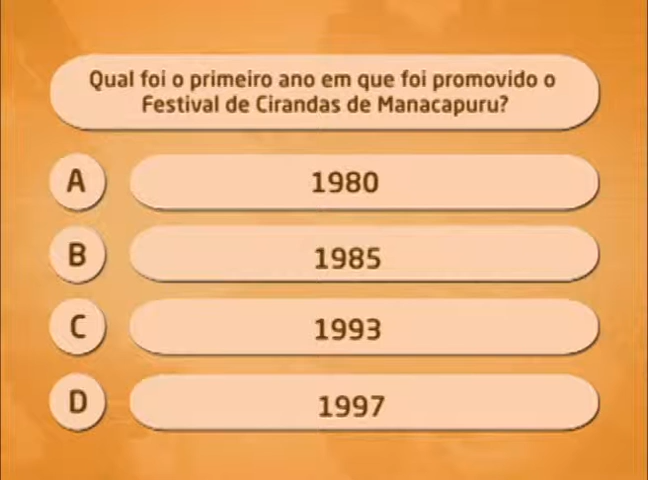 Qual foi o primeiro ano em que foi promovido o
Festival de Cirandas de Manacapuru?
A 1980
B 1985
C 1993
D 1997